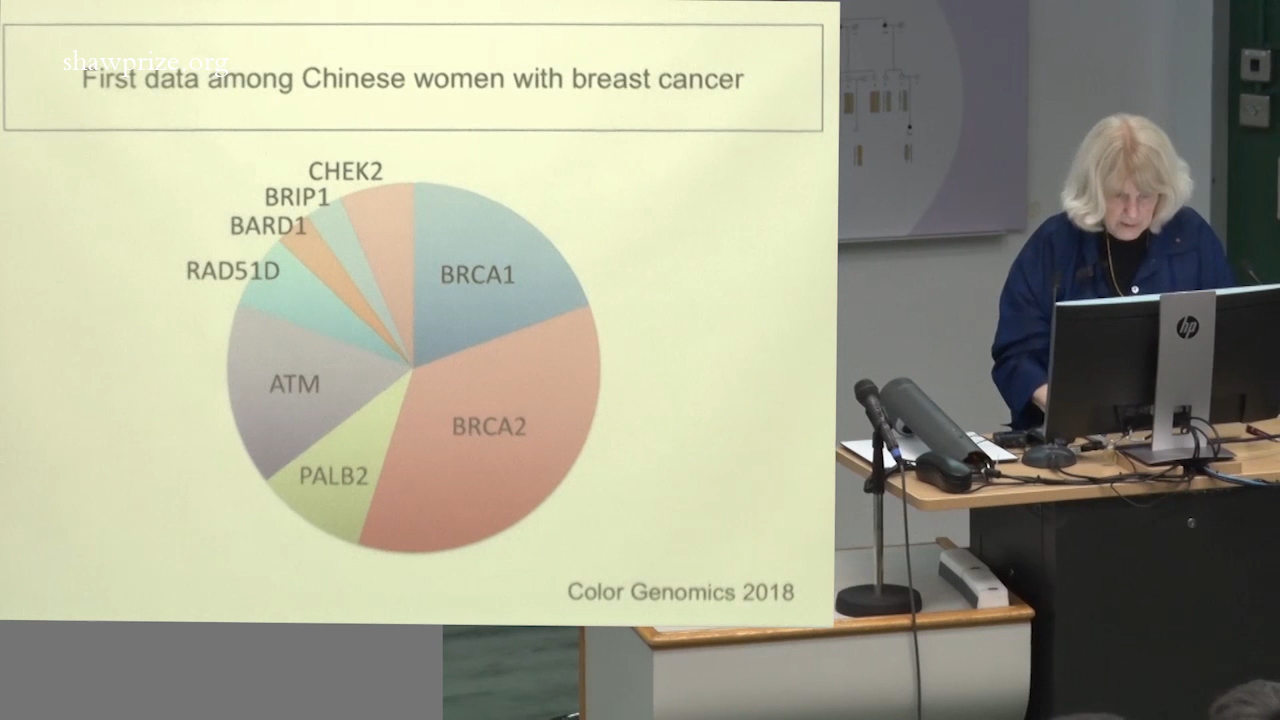 shawprize.org
First data among Chinese women with breast cancer
CHEK2
BRIP1
BARD1
RAD51D
BRCA1
ATM
BRCA2
PALB2
Color Genomics 2018
hp